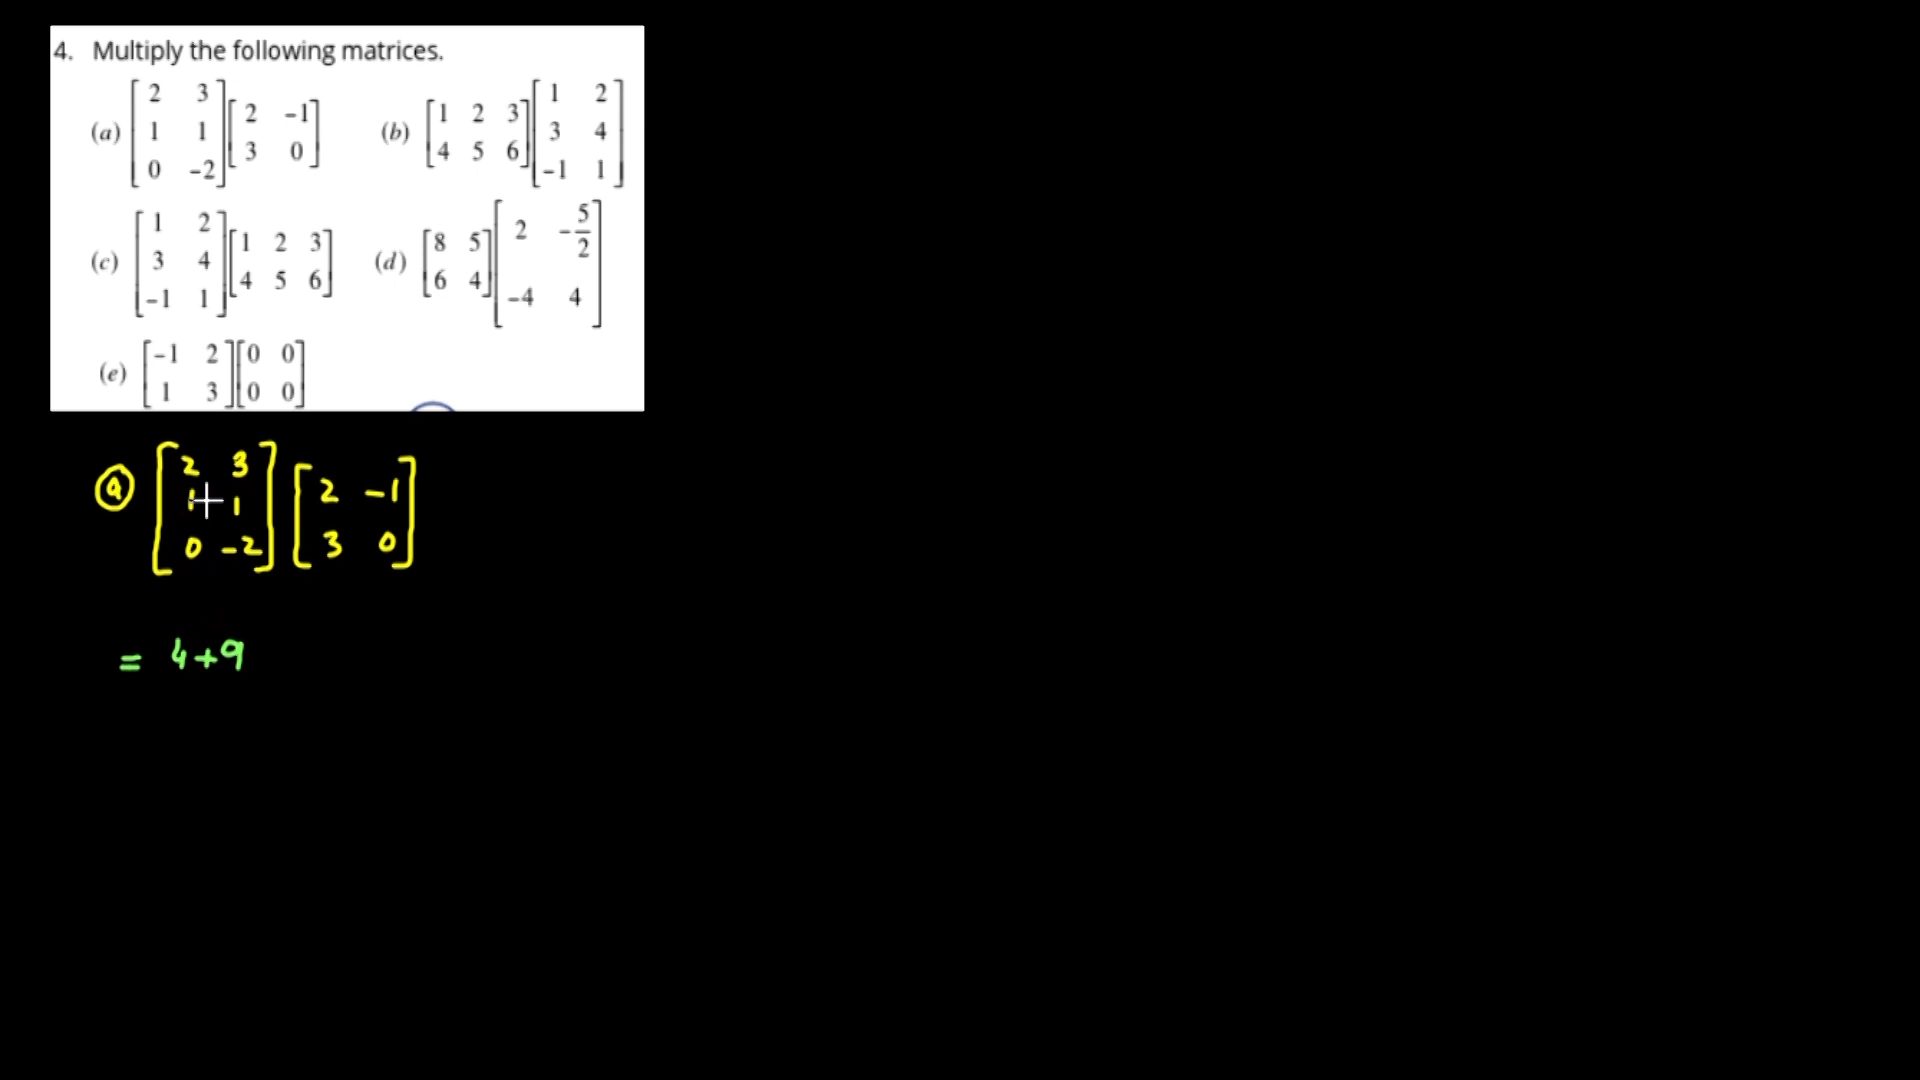 4. Multiply the following matrices.
(a) [2 3 [2 -1] (b) [1 2 3] [1 2
1 1 3 0] [4 5 6] 3 4
0 -2] -1 1]
(c) [1 2 [1 2 3] (d) [8 5] [2 -5/2
3 4 4 5 6] [6 4] -4 4]
-1 1]
(e) [-1 2] [0 0]
[1 3] [0 0]
(a) [2 3 [2 -1
1 1
0 -2] 3 0]
= 4+9